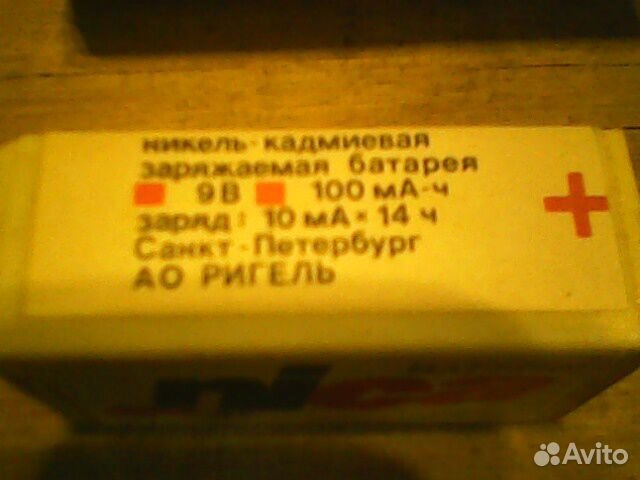 никель-кадмиевая
заряжаемая батарея
9В 100 мА-ч
заряд: 10 мА × 14 ч
Санкт-Петербург
АО РИГЕЛЬ
Avito